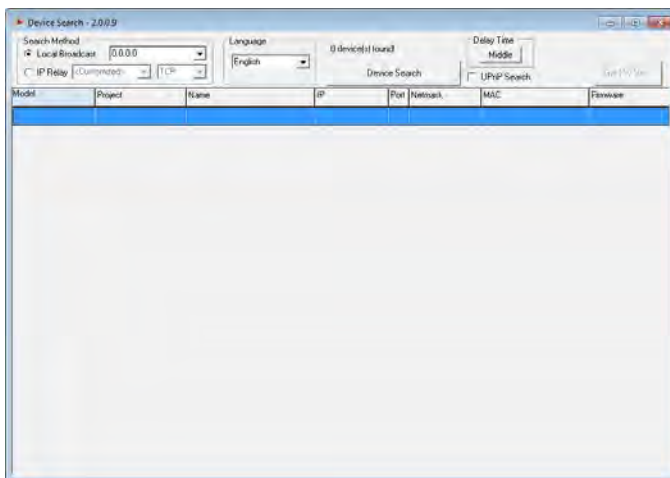 Device Search - 2.0.0.9
Search Method
Local Broadcast 0.0.0.0
IP Relay <Customized> TCP
Language
English
0 device(s) found
Device Search
Delay Time
Middle
UPnP Search
Model Project Name IP Port Netmask MAC Firmware